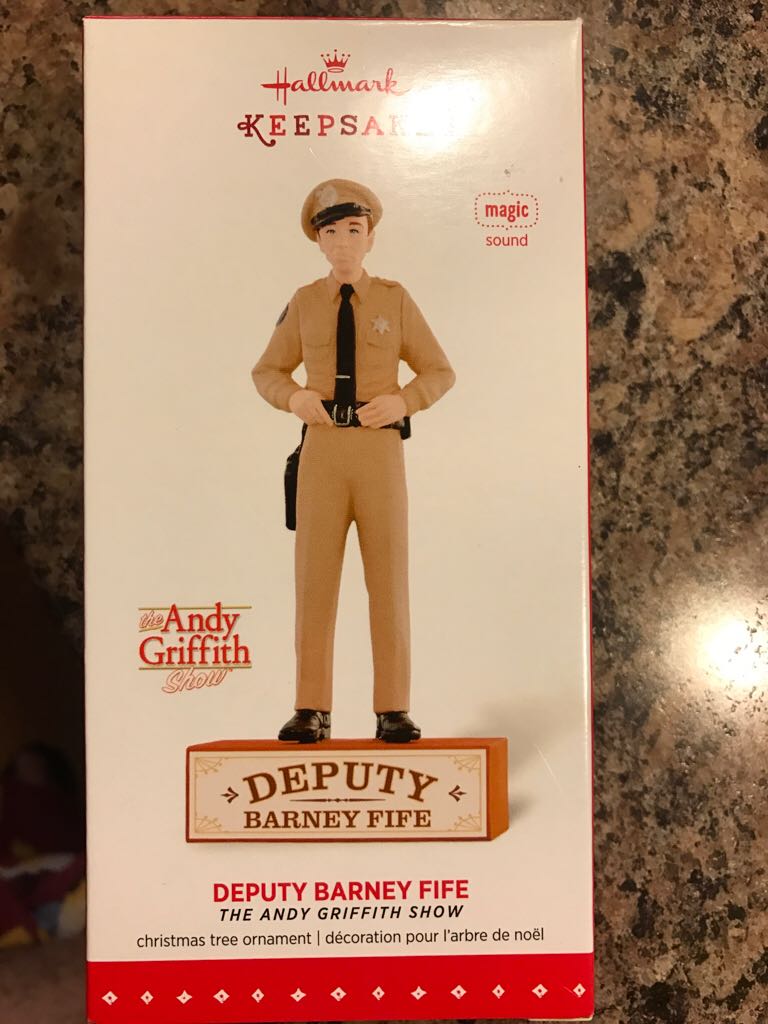 Hallmark
KEEPSAKE
magic
sound
the Andy
Griffith
Show
DEPUTY
BARNEY FIFE
DEPUTY BARNEY FIFE
THE ANDY GRIFFITH SHOW
christmas tree ornament | décoration pour l'arbre de noël